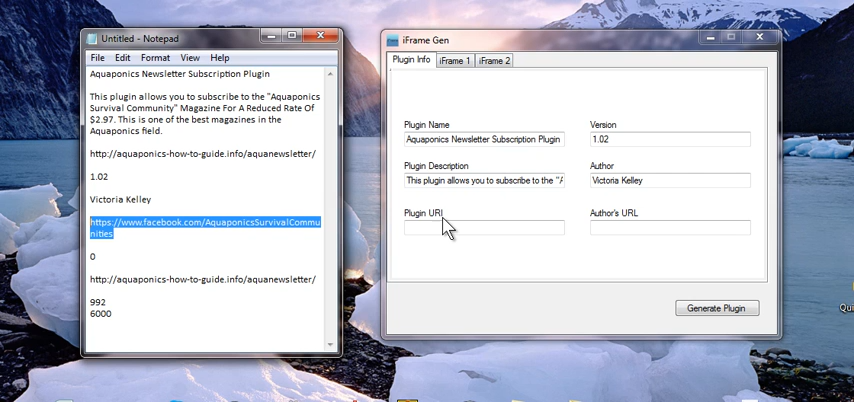 Untitled - Notepad
File Edit Format View Help
Aquaponics Newsletter Subscription Plugin
This plugin allows you to subscribe to the "Aquaponics
Survival Community" Magazine For A Reduced Rate Of
$2.97. This is one of the best magazines in the
Aquaponics field.
http://aquaponics-how-to-guide.info/aquanewsletter/
1.02
Victoria Kelley
https://www.facebook.com/AquaponicsSurvivalCommu
nities
0
http://aquaponics-how-to-guide.info/aquanewsletter/
992
6000
iFrame Gen
Plugin Info iFrame 1 iFrame 2
Plugin Name Version
Aquaponics Newsletter Subscription Plugin 1.02
Plugin Description Author
This plugin allows you to subscribe to the "A Victoria Kelley
Plugin URI Author's URL
Generate Plugin
Qui